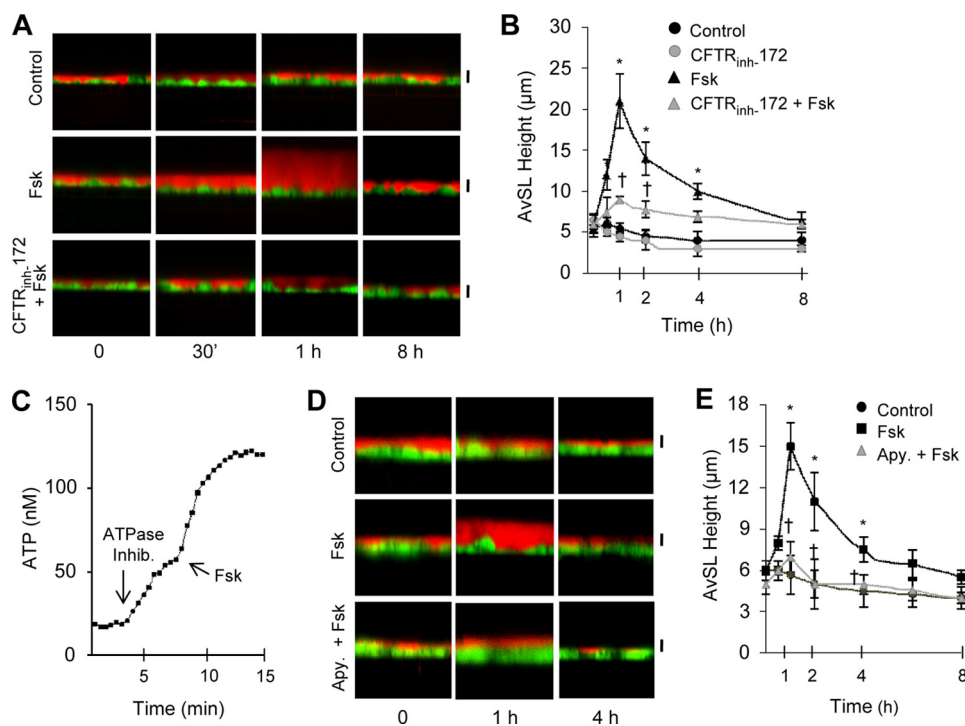 A
Control
Fsk
CFTRinh-172
+ Fsk
0 30' 1 h 8 h
B
AvSL Height (µm)
30
25
20
15
10
5
0
Control
CFTRinh-172
Fsk
CFTRinh-172 + Fsk
*
*
*
†
†
1 2 4 8
Time (h)
C
ATP (nM)
150
100
50
0
ATPase
Inhib.
Fsk
5 10 15
Time (min)
D
Control
Fsk
Apy. + Fsk
0 1 h 4 h
E
AvSL Height (µm)
18
15
12
9
6
3
0
Control
Fsk
Apy. + Fsk
*
*
*
†
†
†
1 2 4 8
Time (h)